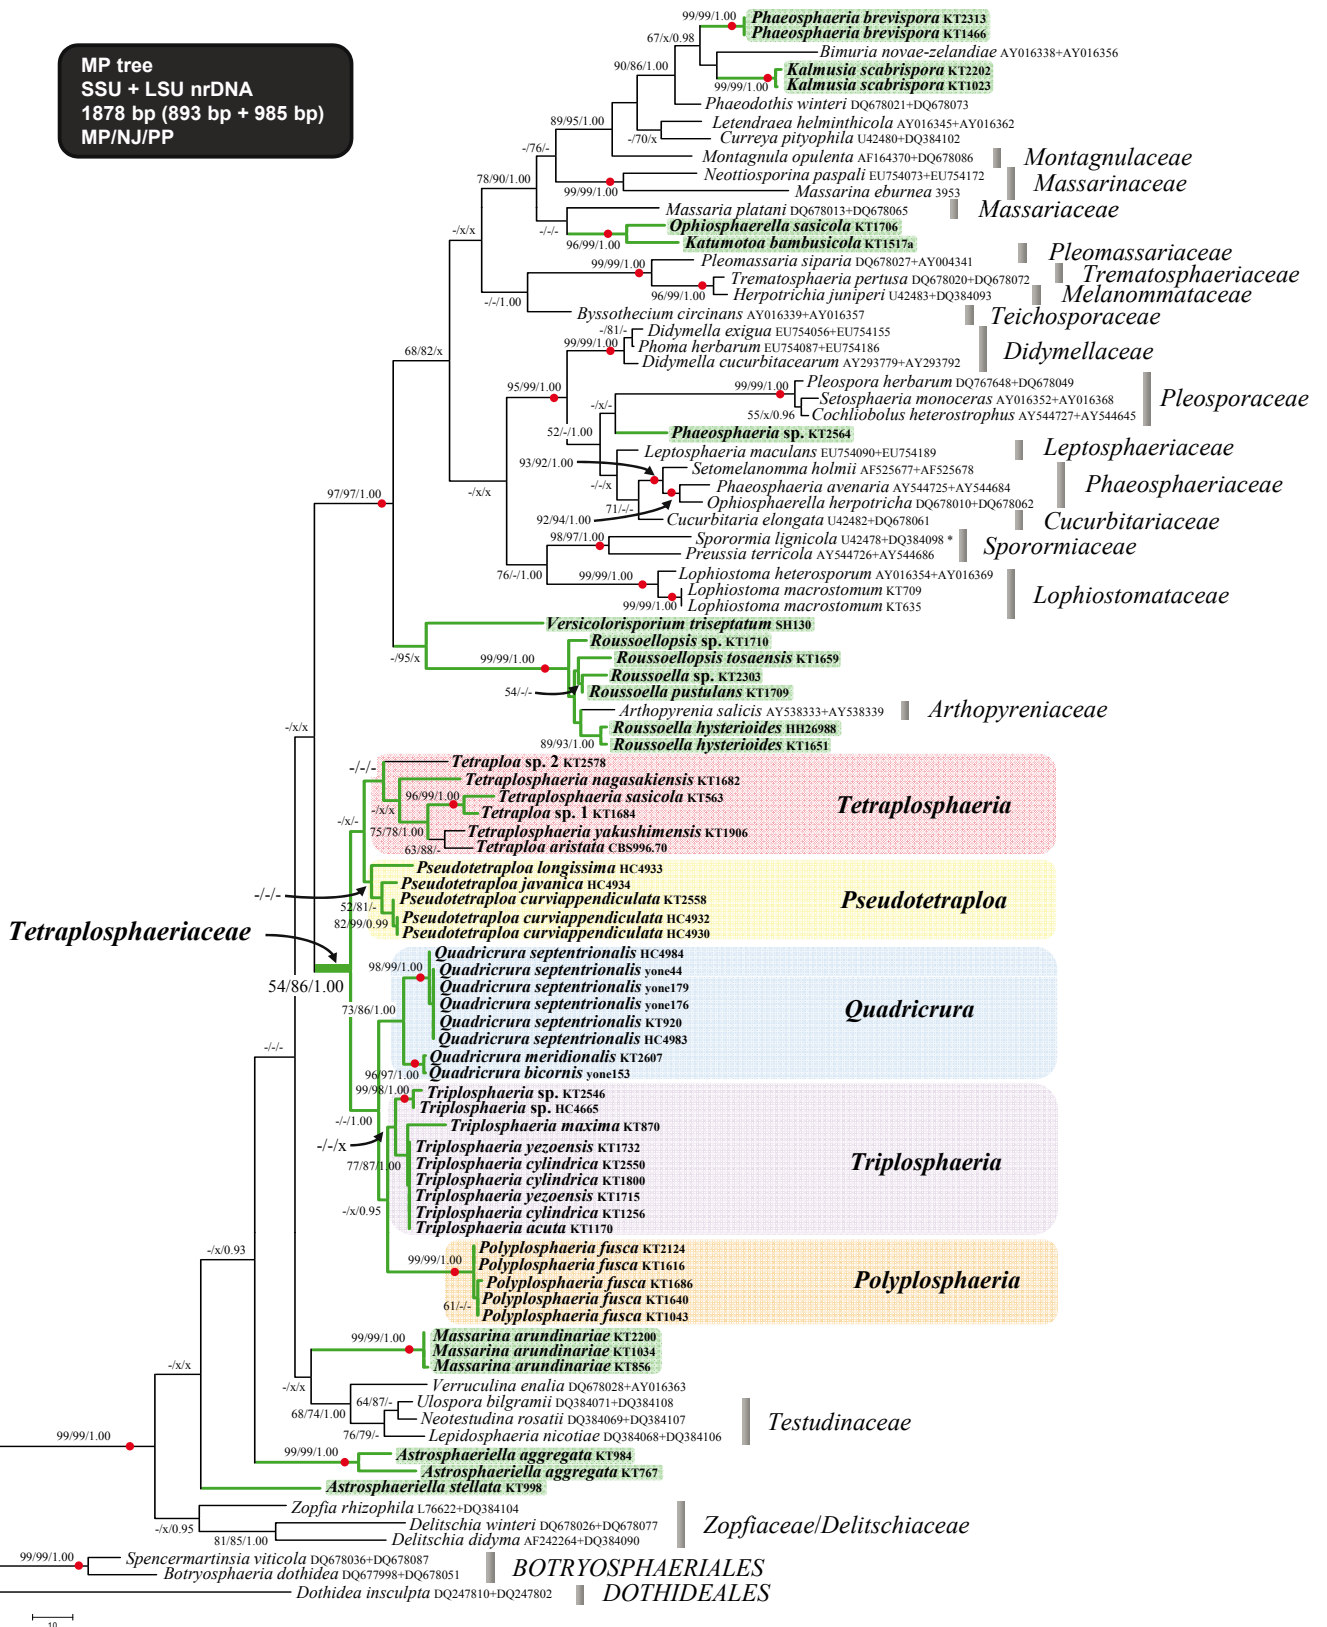 MP tree
SSU + LSU nrDNA
1878 bp (893 bp + 985 bp)
MP/NJ/PP
99/99/1.00
Phaeosphaeria brevispora KT2313
Phaeosphaeria brevispora KT1466
67/x/0.98
Bimuria novae-zelandiae AY016338+AY016356
90/86/1.00
Kalmusia scabrispora KT2202
99/99/1.00
Kalmusia scabrispora KT1023
Phaeodothis winteri DQ678021+DQ678073
89/95/1.00
Letendraea helminthicola AY016345+AY016362
-/70/x
Curreya pityophila U42480+DQ384102
-/76/-
Montagnula opulenta AF164370+DQ678086
Montagnulaceae
Neottiosporina paspali EU754073+EU754172
78/90/1.00
99/99/1.00
Massarina eburnea 3953
Massarinaceae
Massaria platani DQ678013+DQ678065
Massariaceae
-/-/-
Ophiosphaerella sasicola KT1706
-/x/x
96/99/1.00
Katumotoa bambusicola KT1517a
Pleomassaria siparia DQ678027+AY004341
Pleomassariaceae
99/99/1.00
Trematosphaeria pertusa DQ678020+DQ678072
Trematosphaeriaceae
96/99/1.00
Herpotrichia juniperi U42483+DQ384093
Melanommataceae
-/-/1.00
Byssothecium circinans AY016339+AY016357
Teichosporaceae
-/81/-
Didymella exigua EU754056+EU754155
99/99/1.00
Phoma herbarum EU754087+EU754186
Didymellaceae
68/82/x
Didymella cucurbitacearum AY293779+AY293792
95/99/1.00
99/99/1.00
Pleospora herbarum DQ767648+DQ678049
Setosphaeria monoceras AY016352+AY016368
Pleosporaceae
-/x/-
55/x/0.96
Cochliobolus heterostrophus AY544727+AY544645
52/-/1.00
Phaeosphaeria sp. KT2564
Leptosphaeria maculans EU754090+EU754189
Leptosphaeriaceae
93/92/1.00
Setomelanomma holmii AF525677+AF525678
-/-/x
Phaeosphaeria avenaria AY544725+AY544684
Phaeosphaeriaceae
-/x/x
97/97/1.00
Ophiosphaerella herpotricha DQ678010+DQ678062
71/-/-
92/94/1.00
Cucurbitaria elongata U42482+DQ678061
Cucurbitariaceae
98/97/1.00
Sporormia lignicola U42478+DQ384098 *
Sporormiaceae
Preussia terricola AY544726+AY544686
76/-/1.00
99/99/1.00
Lophiostoma heterosporum AY016354+AY016369
Lophiostoma macrostomum KT709
Lophiostomataceae
99/99/1.00
Lophiostoma macrostomum KT635
Versicolorisporium triseptatum SH130
Roussoellopsis sp. KT1710
-/95/x
99/99/1.00
Roussoellopsis tosaensis KT1659
Roussoella sp. KT2303
54/-/-
Roussoella pustulans KT1709
Arthopyrenia salicis AY538333+AY538339
Arthopyreniaceae
-/x/x
Roussoella hysterioides HH26988
89/93/1.00
Roussoella hysterioides KT1651
-/-/-
Tetraploa sp. 2 KT2578
Tetraplosphaeria nagasakiensis KT1682
96/99/1.00
Tetraplosphaeria sasicola KT563
Tetraplosphaeria
-/x/x
Tetraploa sp. 1 KT1684
-/x/-
75/78/1.00
Tetraplosphaeria yakushimensis KT1906
63/88/-
Tetraploa aristata CBS996.70
Pseudotetraploa longissima HC4933
-/-/-
Pseudotetraploa javanica HC4934
Pseudotetraploa curviappendiculata KT2558
Pseudotetraploa
52/81/-
Pseudotetraploa curviappendiculata HC4932
82/99/0.99
Pseudotetraploa curviappendiculata HC4930
Tetraplosphaeriaceae
54/86/1.00
Quadricrura septentrionalis HC4984
98/99/1.00
Quadricrura septentrionalis yone44
Quadricrura septentrionalis yone179
Quadricrura septentrionalis yone176
Quadricrura
73/86/1.00
Quadricrura septentrionalis KT920
Quadricrura septentrionalis HC4983
-/-/-
Quadricrura meridionalis KT2607
96/97/1.00
Quadricrura bicornis yone153
99/98/1.00
Triplosphaeria sp. KT2546
Triplosphaeria sp. HC4665
-/-/1.00
Triplosphaeria maxima KT870
-/-/x
Triplosphaeria yezoensis KT1732
77/87/1.00
Triplosphaeria cylindrica KT2550
Triplosphaeria
Triplosphaeria cylindrica KT1800
Triplosphaeria yezoensis KT1715
-/x/0.95
Triplosphaeria cylindrica KT1256
Triplosphaeria acuta KT1170
-/x/0.93
Polyplosphaeria fusca KT2124
99/99/1.00
Polyplosphaeria fusca KT1616
Polyplosphaeria fusca KT1686
Polyplosphaeria
61/-/-
Polyplosphaeria fusca KT1640
Polyplosphaeria fusca KT1043
99/99/1.00
Massarina arundinariae KT2200
Massarina arundinariae KT1034
-/x/x
Massarina arundinariae KT856
-/x/x
Verruculina enalia DQ678028+AY016363
64/87/-
Ulospora bilgramii DQ384071+DQ384108
68/74/1.00
Neotestudina rosatii DQ384069+DQ384107
Testudinaceae
76/79/-
Lepidosphaeria nicotiae DQ384068+DQ384106
99/99/1.00
99/99/1.00
Astrosphaeriella aggregata KT984
Astrosphaeriella aggregata KT767
Astrosphaeriella stellata KT998
Zopfia rhizophila L76622+DQ384104
-/x/0.95
Delitschia winteri DQ678026+DQ678077
Zopfiaceae/Delitschiaceae
81/85/1.00
Delitschia didyma AF242264+DQ384090
99/99/1.00
Spencermartinsia viticola DQ678036+DQ678087
BOTRYOSPHAERIALES
Botryosphaeria dothidea DQ677998+DQ678051
Dothidea insculpta DQ247810+DQ247802
DOTHIDEALES
10